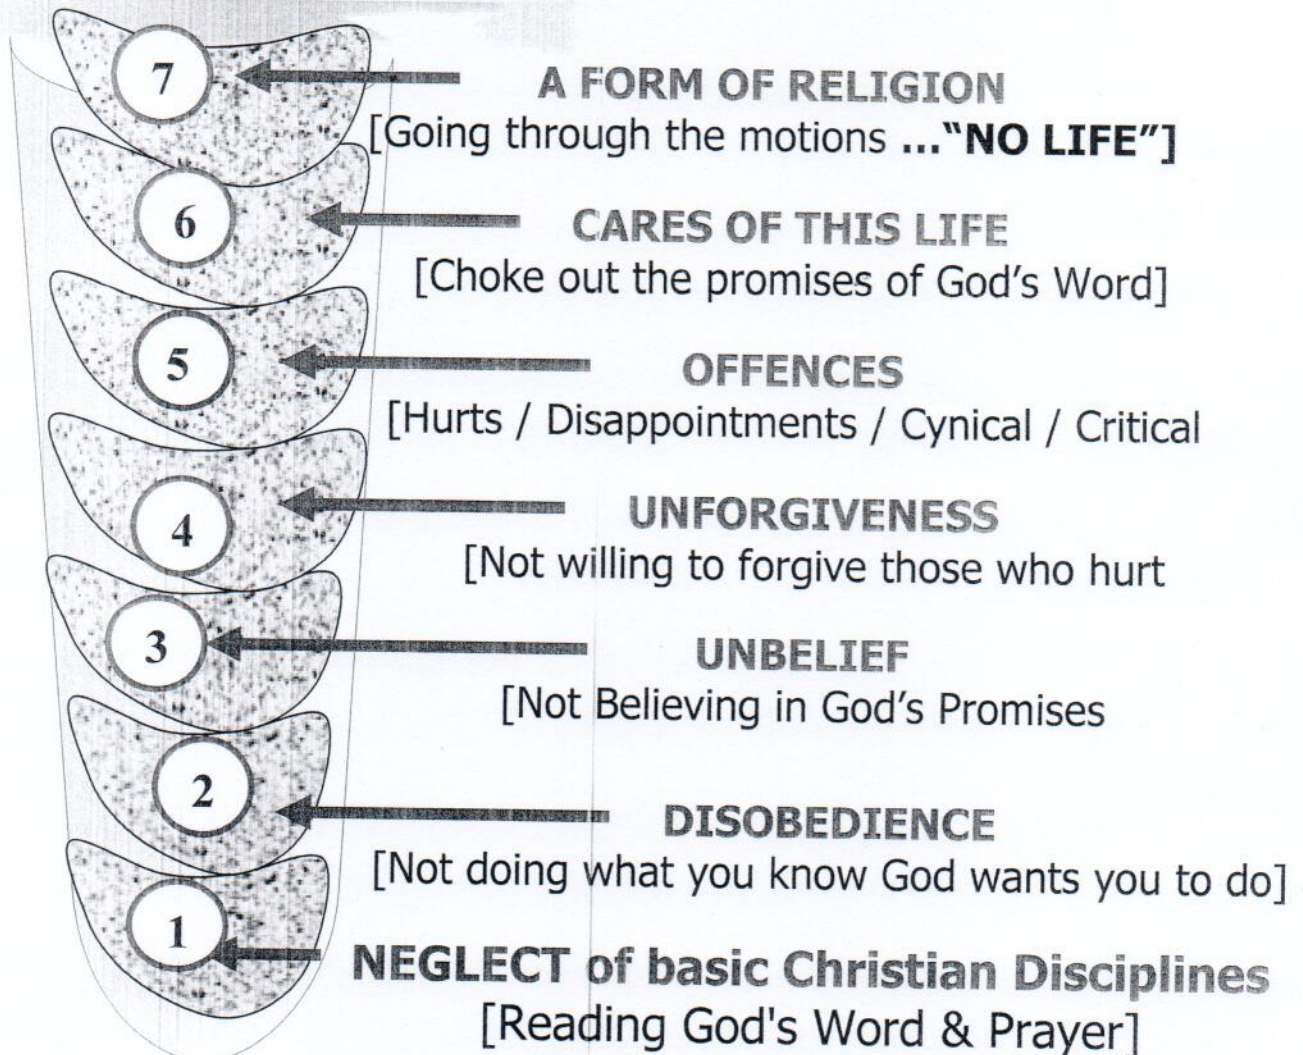 7
A FORM OF RELIGION
[Going through the motions ..."NO LIFE"]
6
CARES OF THIS LIFE
[Choke out the promises of God's Word]
5
OFFENCES
[Hurts / Disappointments / Cynical / Critical
4
UNFORGIVENESS
[Not willing to forgive those who hurt
3
UNBELIEF
[Not Believing in God's Promises
2
DISOBEDIENCE
[Not doing what you know God wants you to do]
1
NEGLECT of basic Christian Disciplines
[Reading God's Word & Prayer]